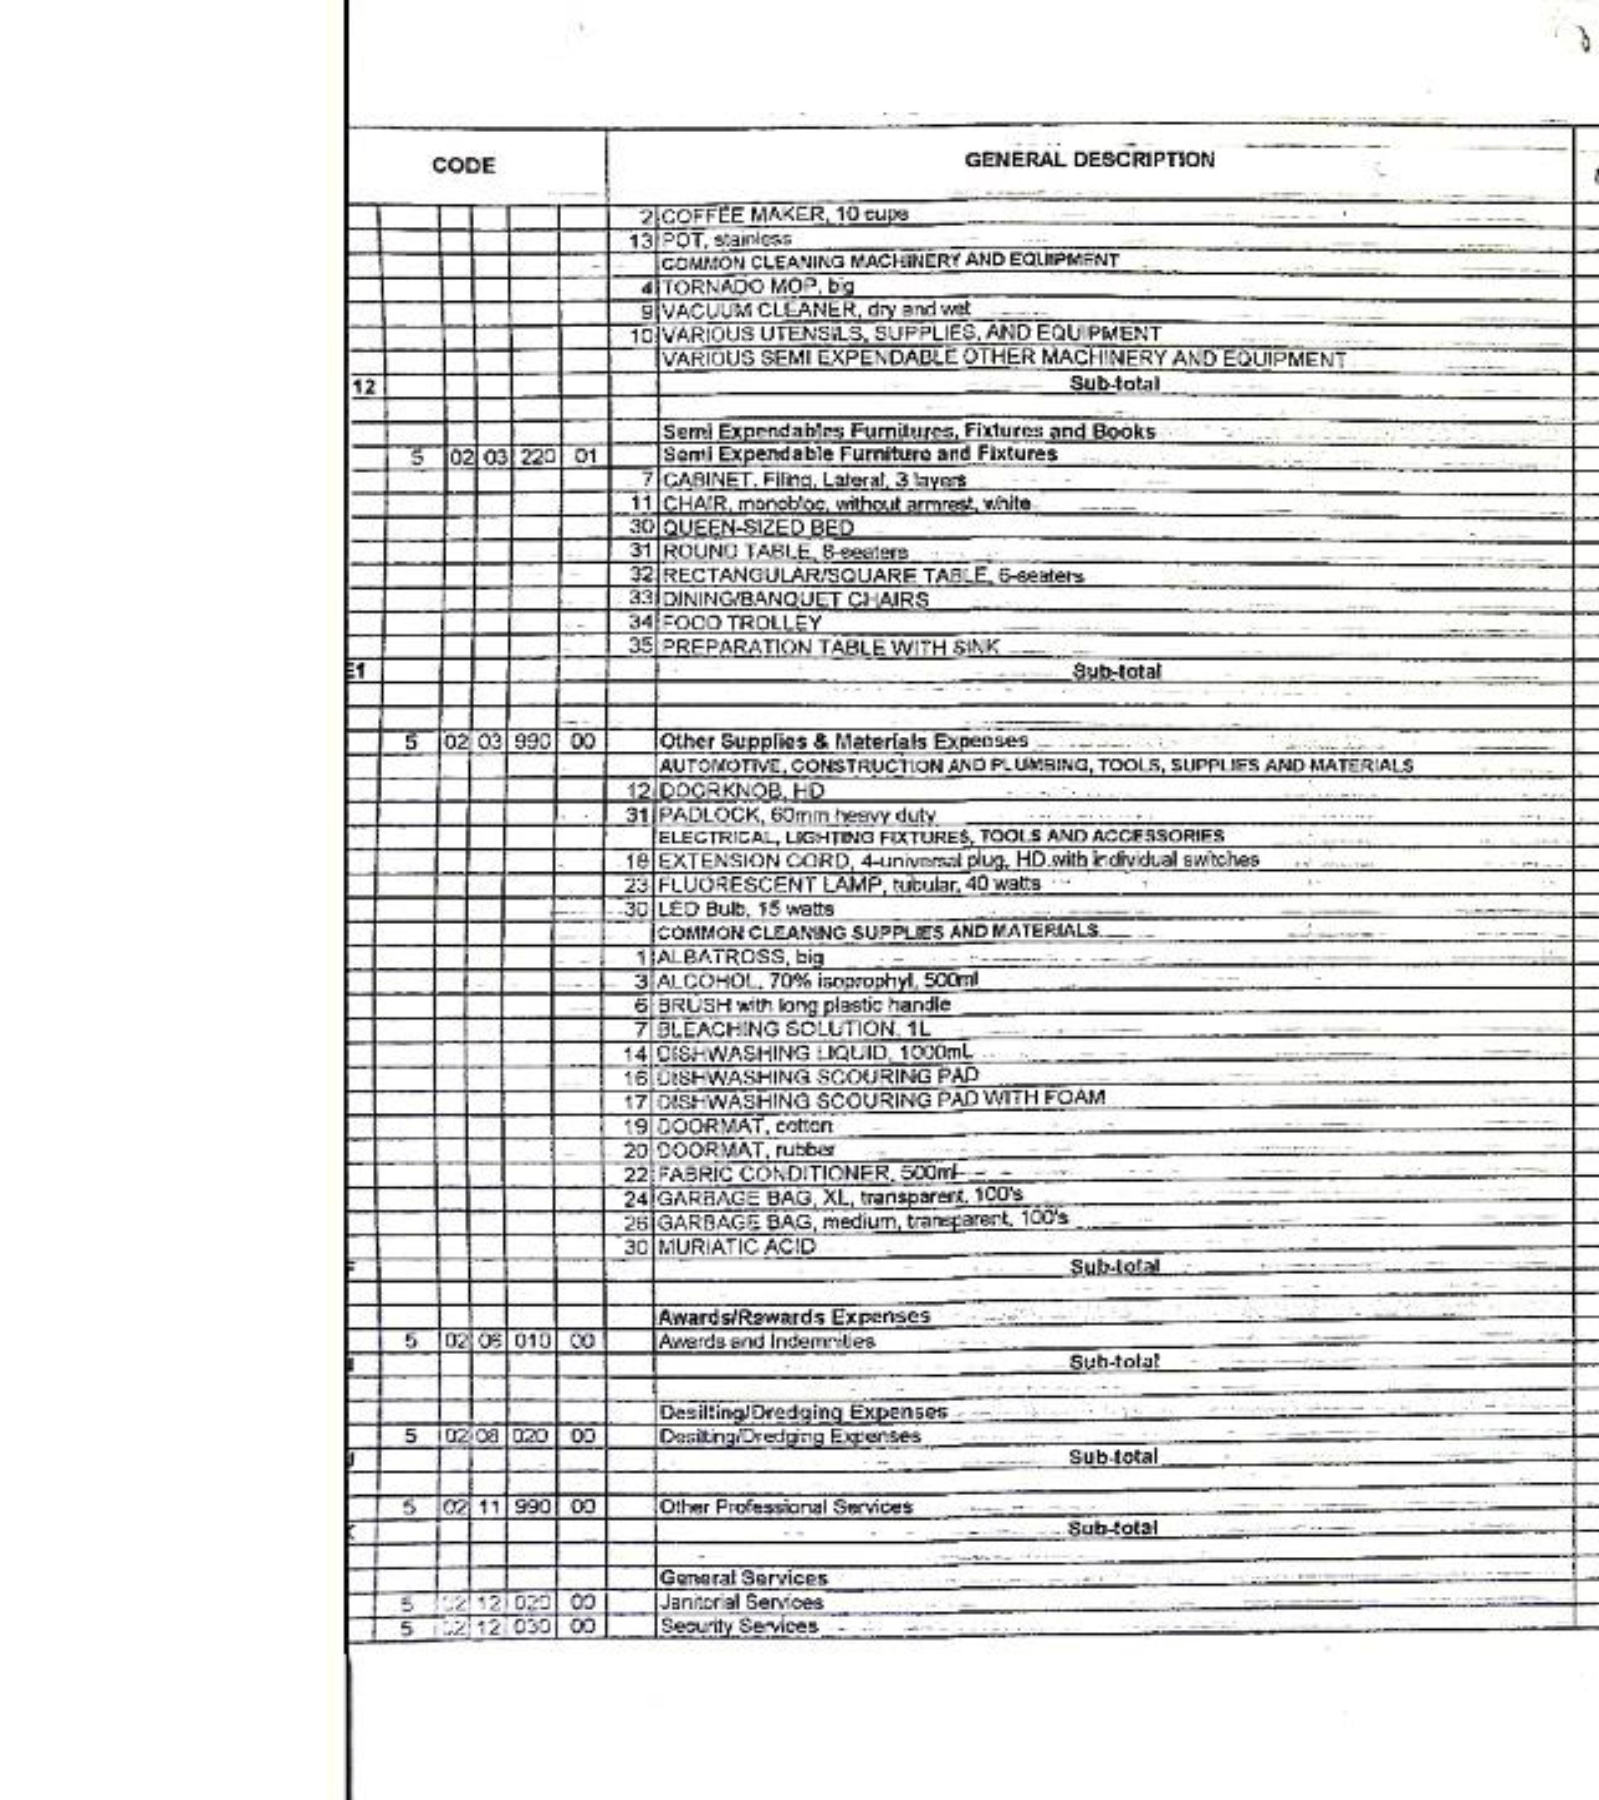 CODE GENERAL DESCRIPTION
2 COFFEE MAKER, 10 cups
13 POT, stainless
COMMON CLEANING MACHINERY AND EQUIPMENT
4 TORNADO MOP, big
9 VACUUM CLEANER, dry and wet
10 VARIOUS UTENSILS, SUPPLIES, AND EQUIPMENT
VARIOUS SEMI EXPENDABLE OTHER MACHINERY AND EQUIPMENT
12 Sub-total
Semi Expendables Furnitures, Fixtures and Books
5 02 03 220 01 Semi Expendable Furniture and Fixtures
7 CABINET, Filing, Lateral, 3 layers
11 CHAIR, monobloc, without armrest, white
30 QUEEN-SIZED BED
31 ROUND TABLE, 8-seaters
32 RECTANGULAR/SQUARE TABLE, 6-seaters
33 DINING/BANQUET CHAIRS
34 FOOD TROLLEY
35 PREPARATION TABLE WITH SINK
E1 Sub-total
5 02 03 990 00 Other Supplies & Materials Expenses
AUTOMOTIVE, CONSTRUCTION AND PLUMBING, TOOLS, SUPPLIES AND MATERIALS
12 DOORKNOB, HD
31 PADLOCK, 60mm heavy duty
ELECTRICAL, LIGHTING FIXTURES, TOOLS AND ACCESSORIES
18 EXTENSION CORD, 4-universal plug, HD with individual switches
23 FLUORESCENT LAMP, tubular, 40 watts
30 LED Bulb, 15 watts
COMMON CLEANING SUPPLIES AND MATERIALS
1 ALBATROSS, big
3 ALCOHOL, 70% isoprophyl, 500ml
6 BRUSH with long plastic handle
7 BLEACHING SOLUTION, 1L
14 DISHWASHING LIQUID, 1000mL
16 DISHWASHING SCOURING PAD
17 DISHWASHING SCOURING PAD WITH FOAM
19 DOORMAT, cotton
20 DOORMAT, rubber
22 FABRIC CONDITIONER, 500ml
24 GARBAGE BAG, XL, transparent, 100's
26 GARBAGE BAG, medium, transparent, 100's
30 MURIATIC ACID
Sub-total
Awards/Rewards Expenses
5 02 06 010 00 Awards and Indemnities
Sub-total
Desilting/Dredging Expenses
5 02 08 020 00 Desilting/Dredging Expenses
Sub-total
5 02 11 990 00 Other Professional Services
Sub-total
General Services
5 02 12 020 00 Janitorial Services
5 02 12 030 00 Security Services